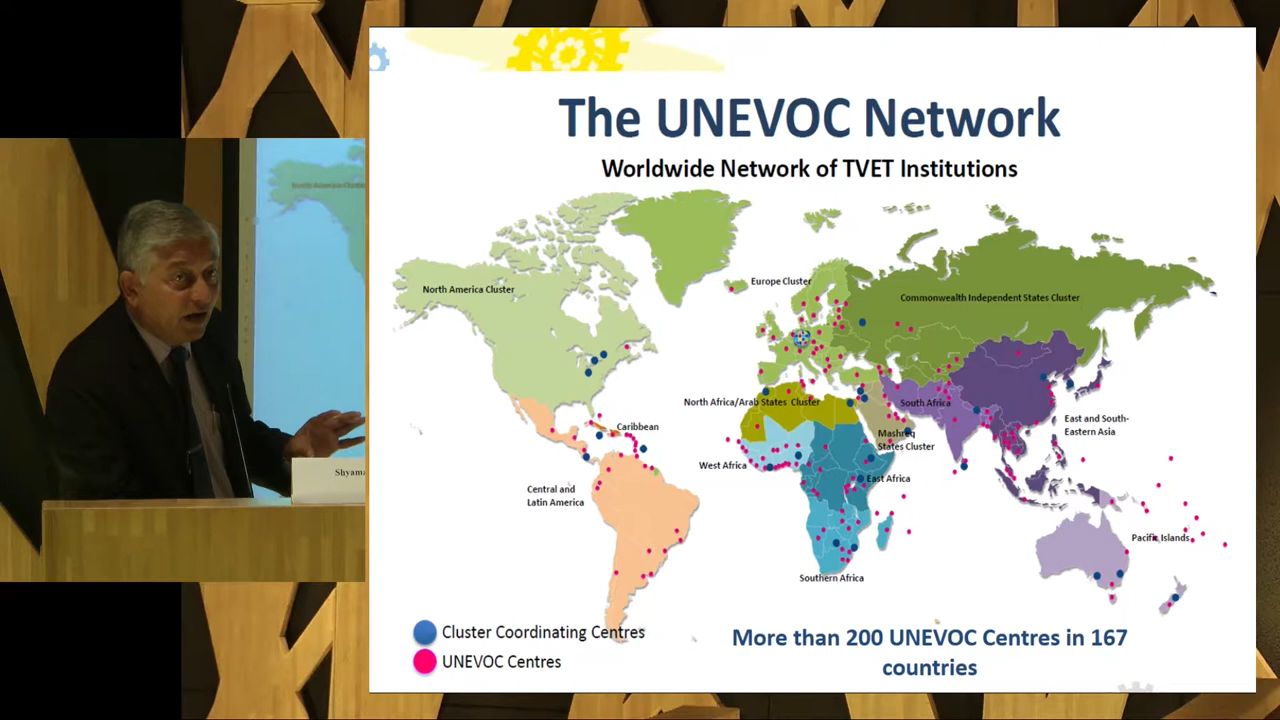 The UNEVOC Network
Worldwide Network of TVET Institutions
North America Cluster
Europe Cluster
Commonwealth Independent States Cluster
North Africa/Arab States Cluster
South Africa
Caribbean
East and South-
Eastern Asia
Mashreq
States Cluster
West Africa
East Africa
Central and
Latin America
Pacific Islands
Southern Africa
Cluster Coordinating Centres
UNEVOC Centres
More than 200 UNEVOC Centres in 167
countries
Shyama